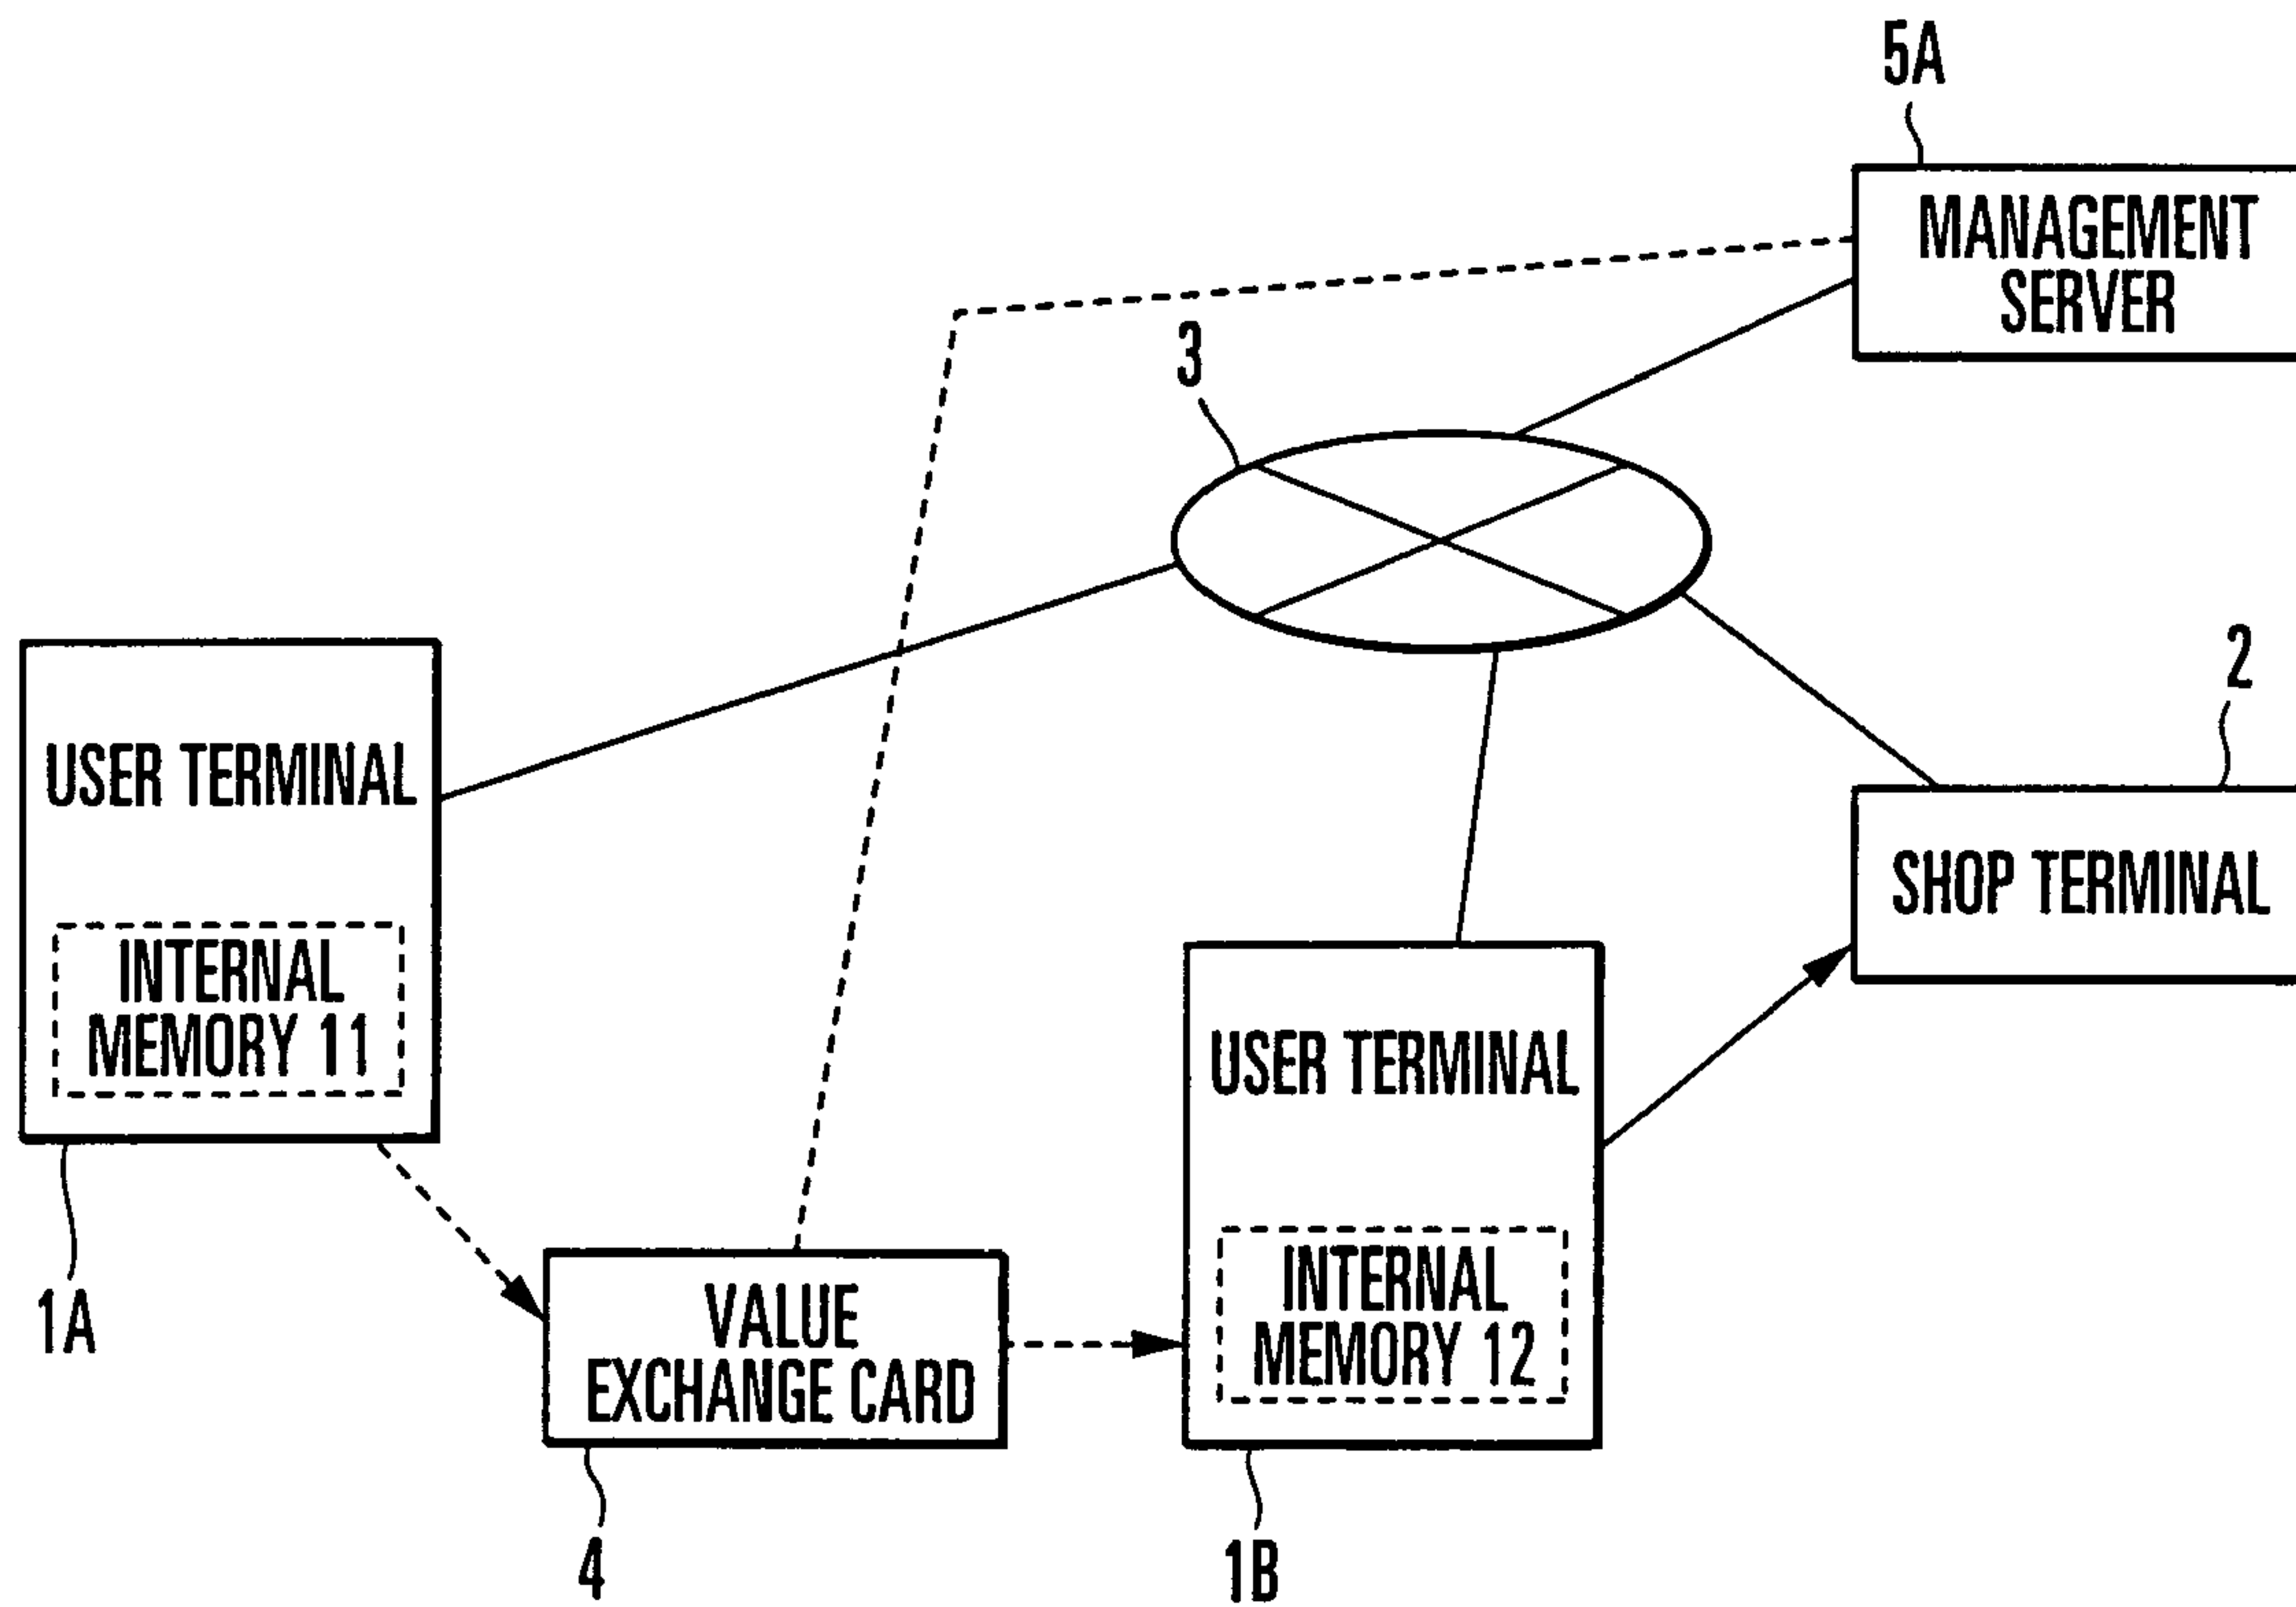 5A
MANAGEMENT
SERVER
3
2
USER TERMINAL
SHOP TERMINAL
INTERNAL
MEMORY 11
USER TERMINAL
1A
VALUE
EXCHANGE CARD
INTERNAL
MEMORY 12
4
1B